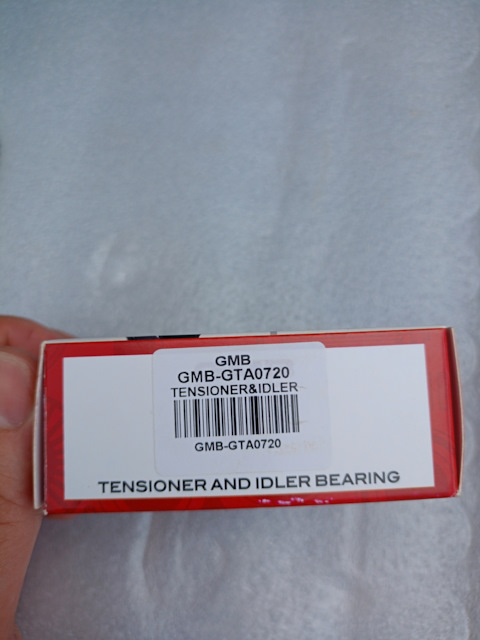 GMB
GMB-GTA0720
TENSIONER&IDLER
GMB-GTA0720
TENSIONER AND IDLER BEARING